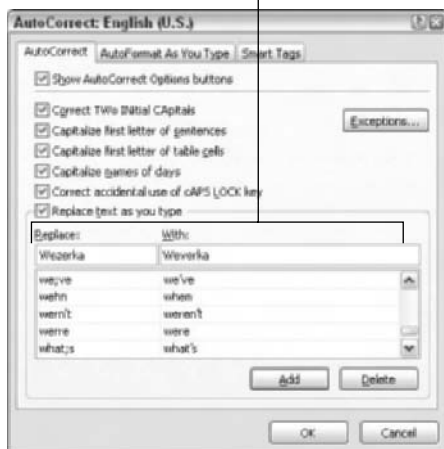 AutoCorrect: English (U.S.)
AutoCorrect AutoFormat As You Type Smart Tags
Show AutoCorrect Options buttons
Correct TWo INitial CApitals
Exceptions...
Capitalize first letter of sentences
Capitalize first letter of table cells
Capitalize names of days
Correct accidental use of cAPS LOCK key
Replace text as you type
Replace: With:
Wezerka Weverka
we;ve we've
wehn when
wern't weren't
werre were
what;s what's
Add Delete
OK Cancel